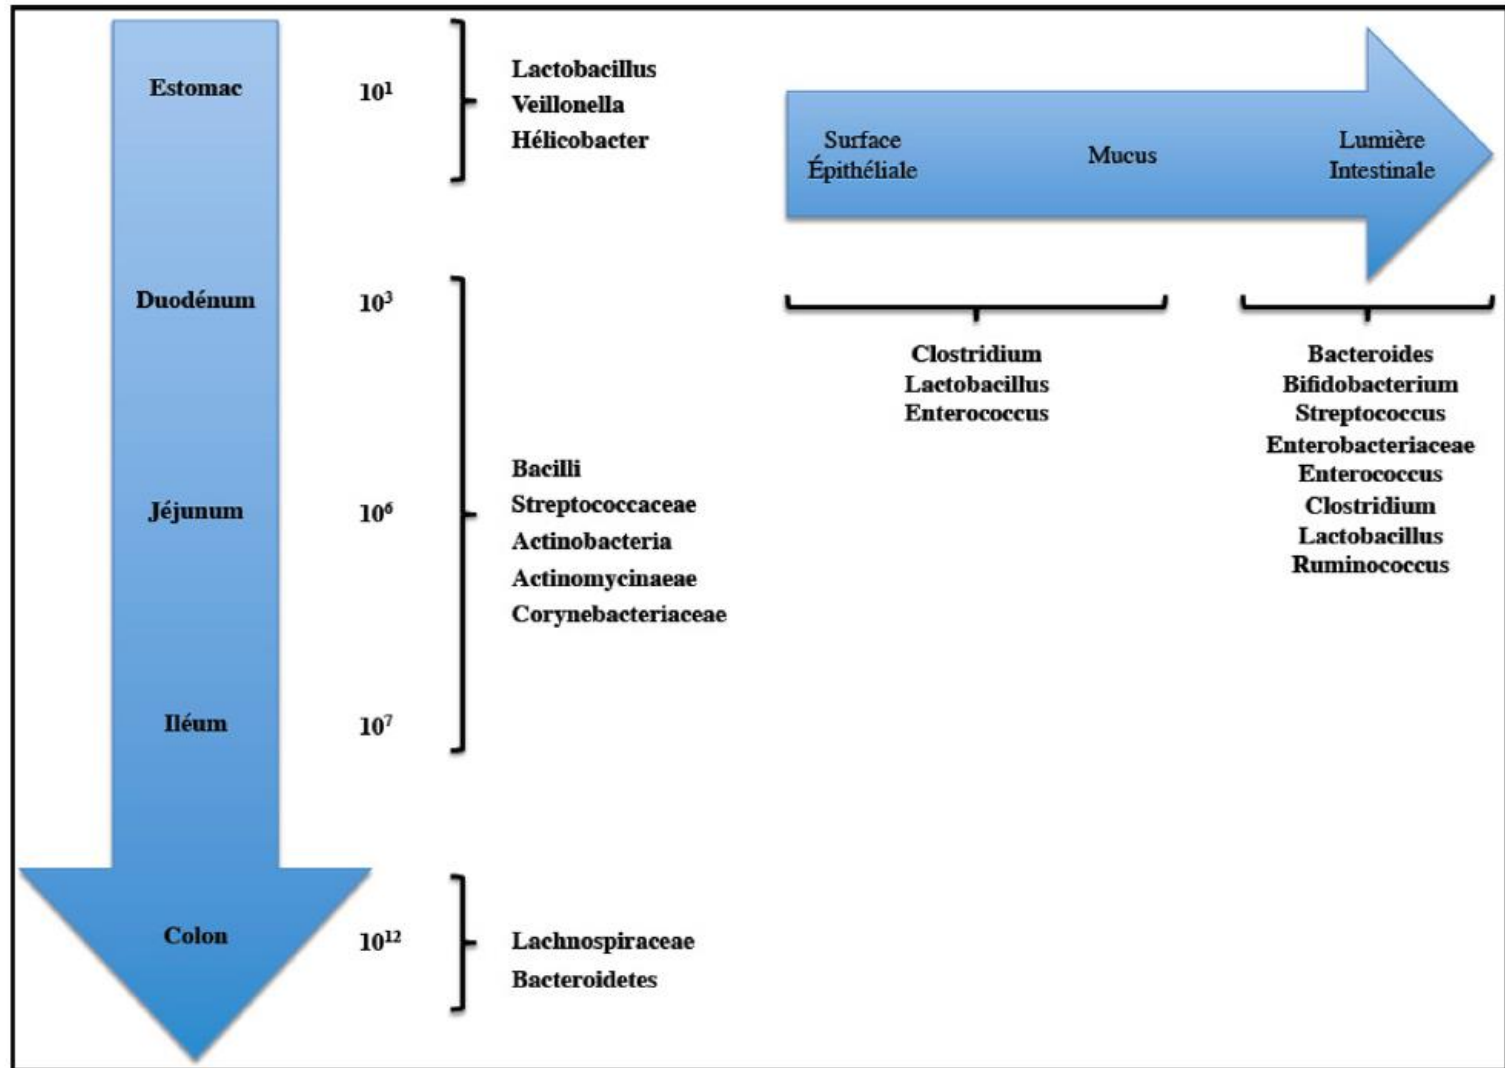 Estomac
10¹
Lactobacillus
Veillonella
Hélicobacter
Duodénum
10³
Jéjunum
10⁶
Bacilli
Streptococcaceae
Actinobacteria
Actinomycinaeae
Corynebacteriaceae
Iléum
10⁷
Colon
10¹²
Lachnospiraceae
Bacteroidetes
Surface
Épithéliale
Mucus
Lumière
Intestinale
Clostridium
Lactobacillus
Enterococcus
Bacteroides
Bifidobacterium
Streptococcus
Enterobacteriaceae
Enterococcus
Clostridium
Lactobacillus
Ruminococcus